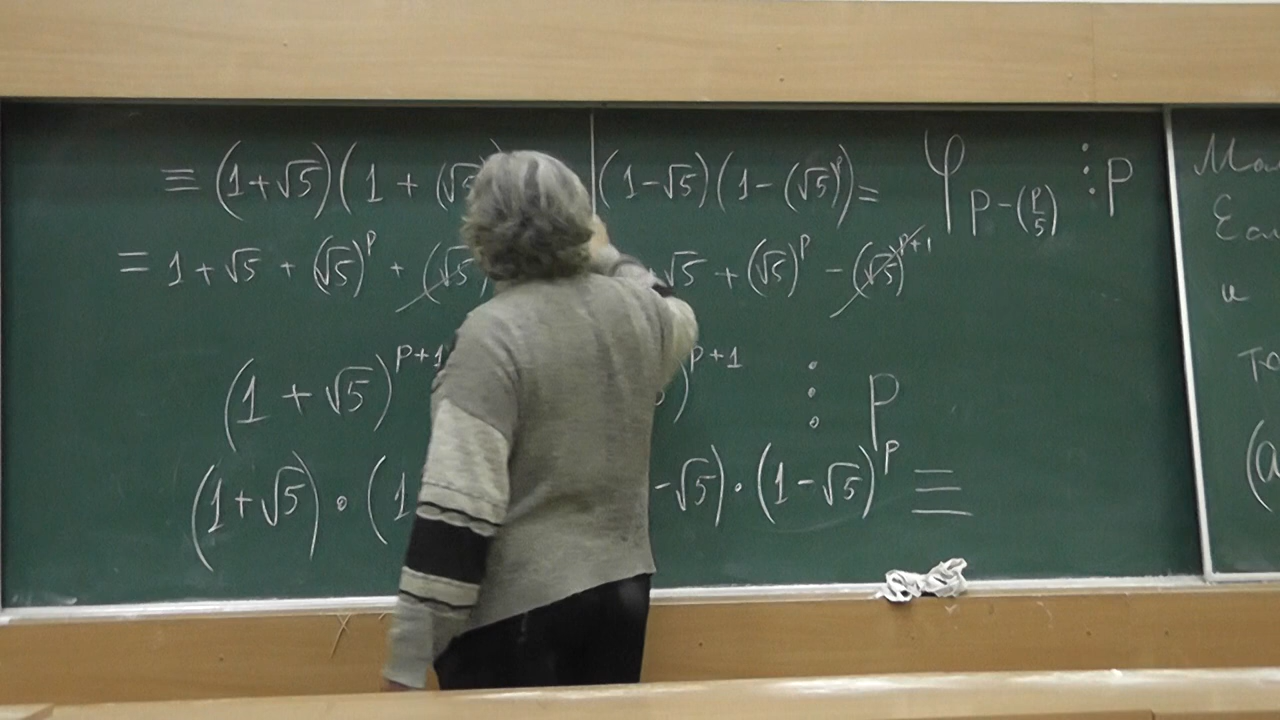 ≡ (1+√5)(1 + (√5 (1-√5)(1-(√5)^p) =
φ_{p-(p/5)} ⋮ p
= 1 + √5 + (√5)^p + (√5 √5 + (√5)^p - (√5)^{p+1}
(1 + √5)^{p+1 )^{p+1} ⋮ p
(1+√5) · (1 -√5) · (1-√5)^p ≡
Ma
и
(a